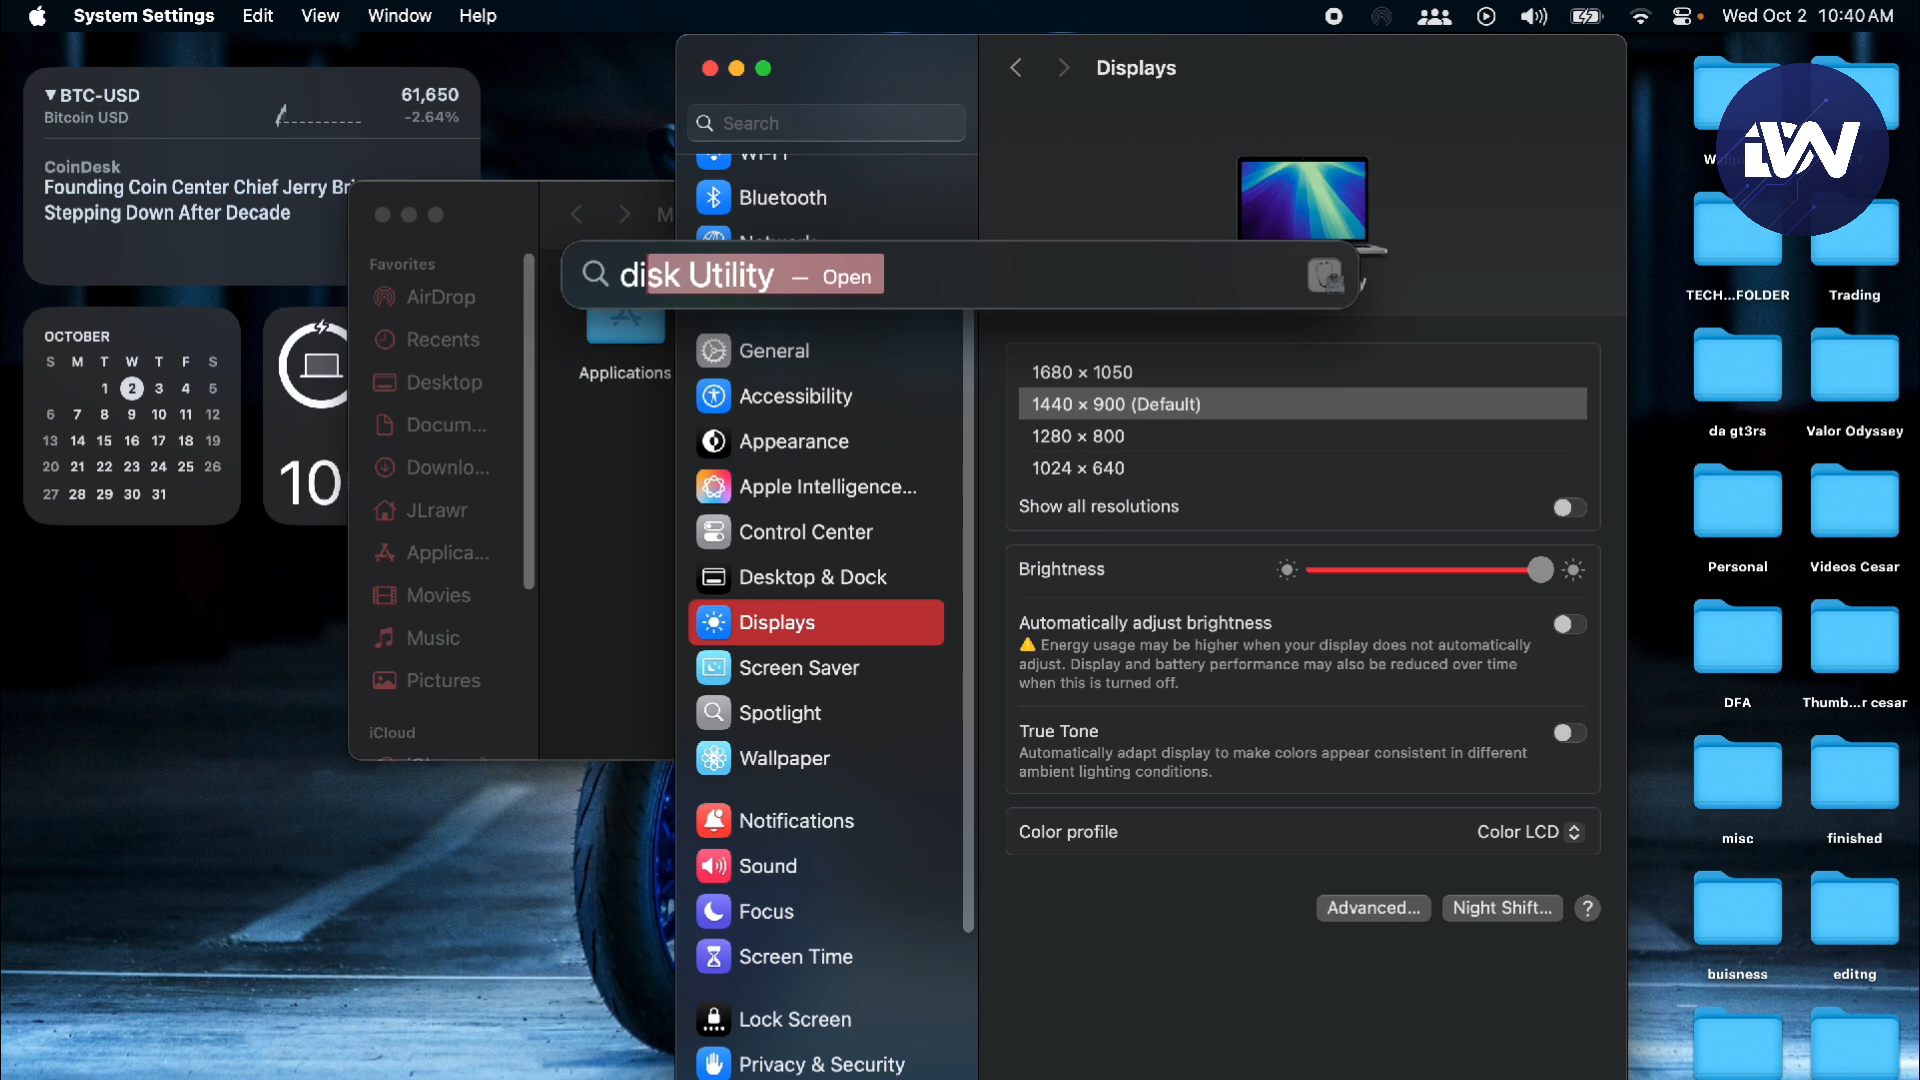 System Settings Edit View Window Help
Wed Oct 2 10:40 AM
▼BTC-USD 61,650
Bitcoin USD -2.64%
CoinDesk
Founding Coin Center Chief Jerry Bri
Stepping Down After Decade
OCTOBER
S M T W T F S
1 2 3 4 5
6 7 8 9 10 11 12
13 14 15 16 17 18 19
20 21 22 23 24 25 26
27 28 29 30 31
10
Favorites
AirDrop
Recents
Desktop
Docum...
Downlo...
JLrawr
Applica...
Movies
Music
Pictures
iCloud
M
Applications
Search
Wi-Fi
Bluetooth
Network
disk Utility — Open
General
Accessibility
Appearance
Apple Intelligence...
Control Center
Desktop & Dock
Displays
Screen Saver
Spotlight
Wallpaper
Notifications
Sound
Focus
Screen Time
Lock Screen
Privacy & Security
Displays
1680 × 1050
1440 × 900 (Default)
1280 × 800
1024 × 640
Show all resolutions
Brightness
Automatically adjust brightness
Energy usage may be higher when your display does not automatically
adjust. Display and battery performance may also be reduced over time
when this is turned off.
True Tone
Automatically adapt display to make colors appear consistent in different
ambient lighting conditions.
Color profile Color LCD
Advanced... Night Shift... ?
iVW
TECH...FOLDER Trading
da gt3rs Valor Odyssey
Personal Videos Cesar
DFA Thumb...r cesar
misc finished
buisness editng